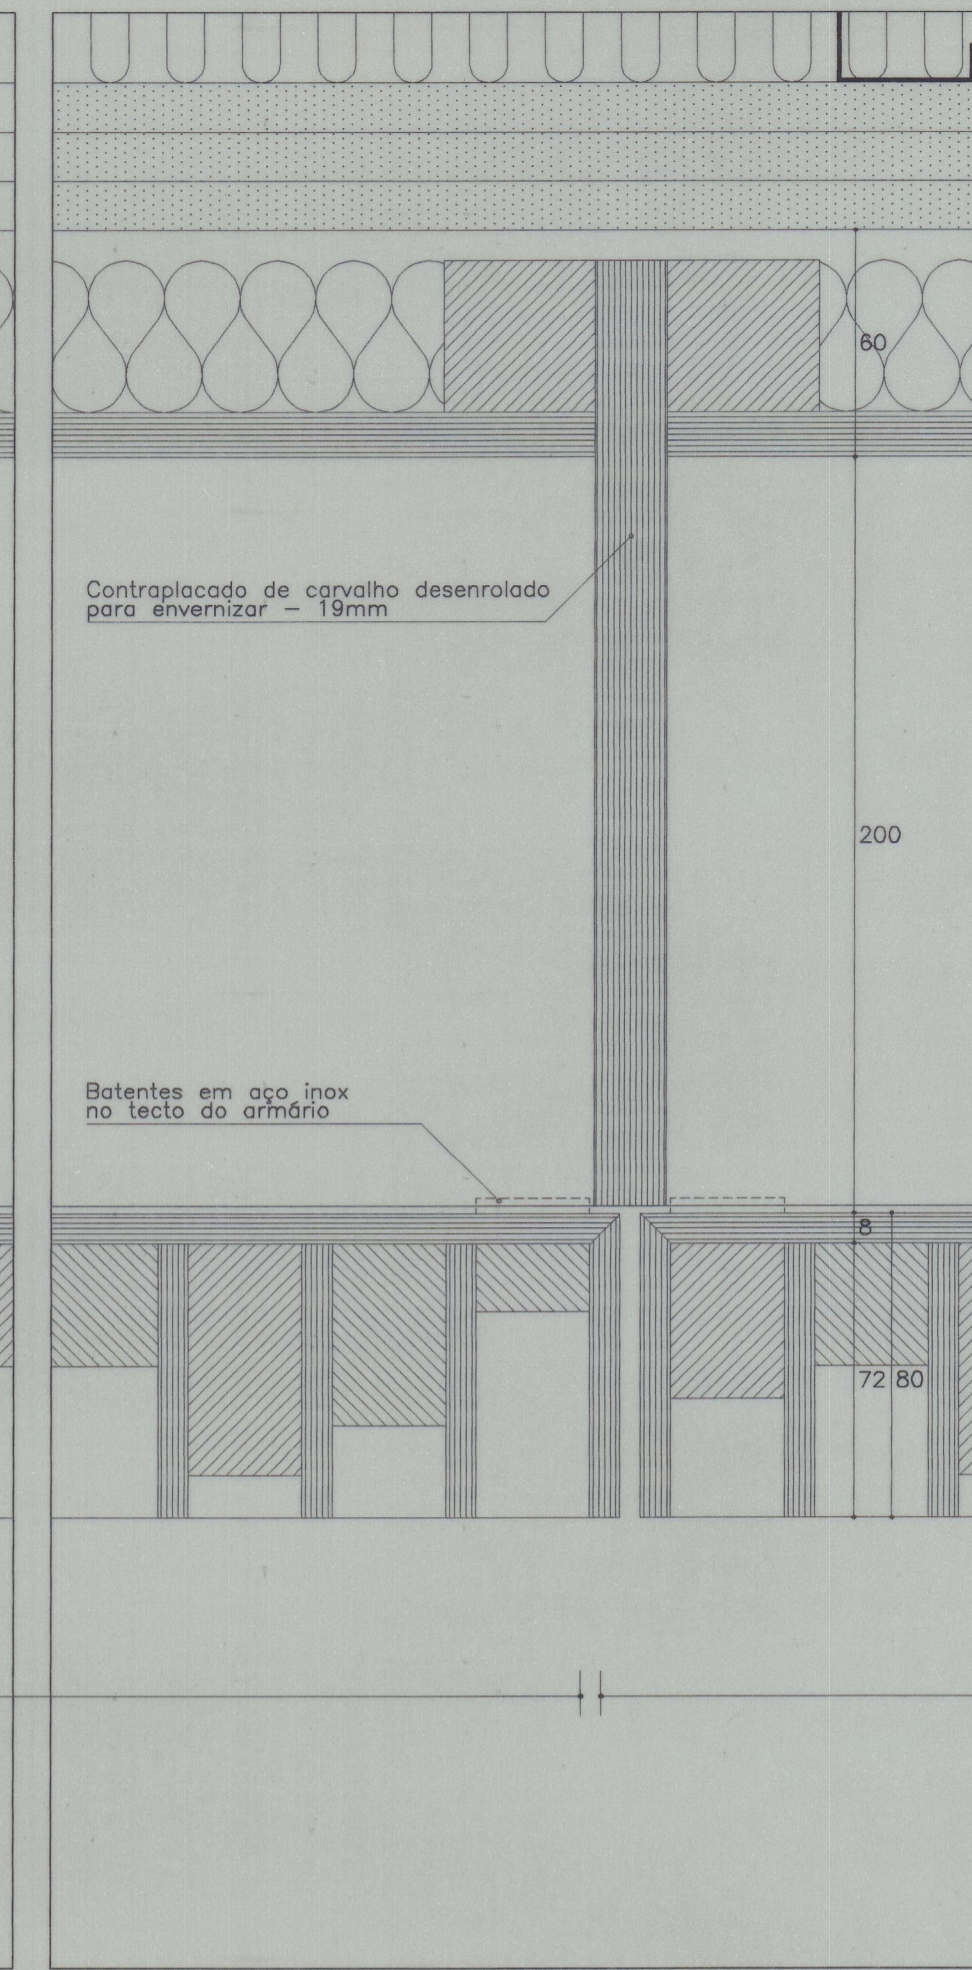 60
Contraplacado de carvalho desenrolado
para envernizar – 19mm
200
Batentes em aço inox
no tecto do armário
8
72 80